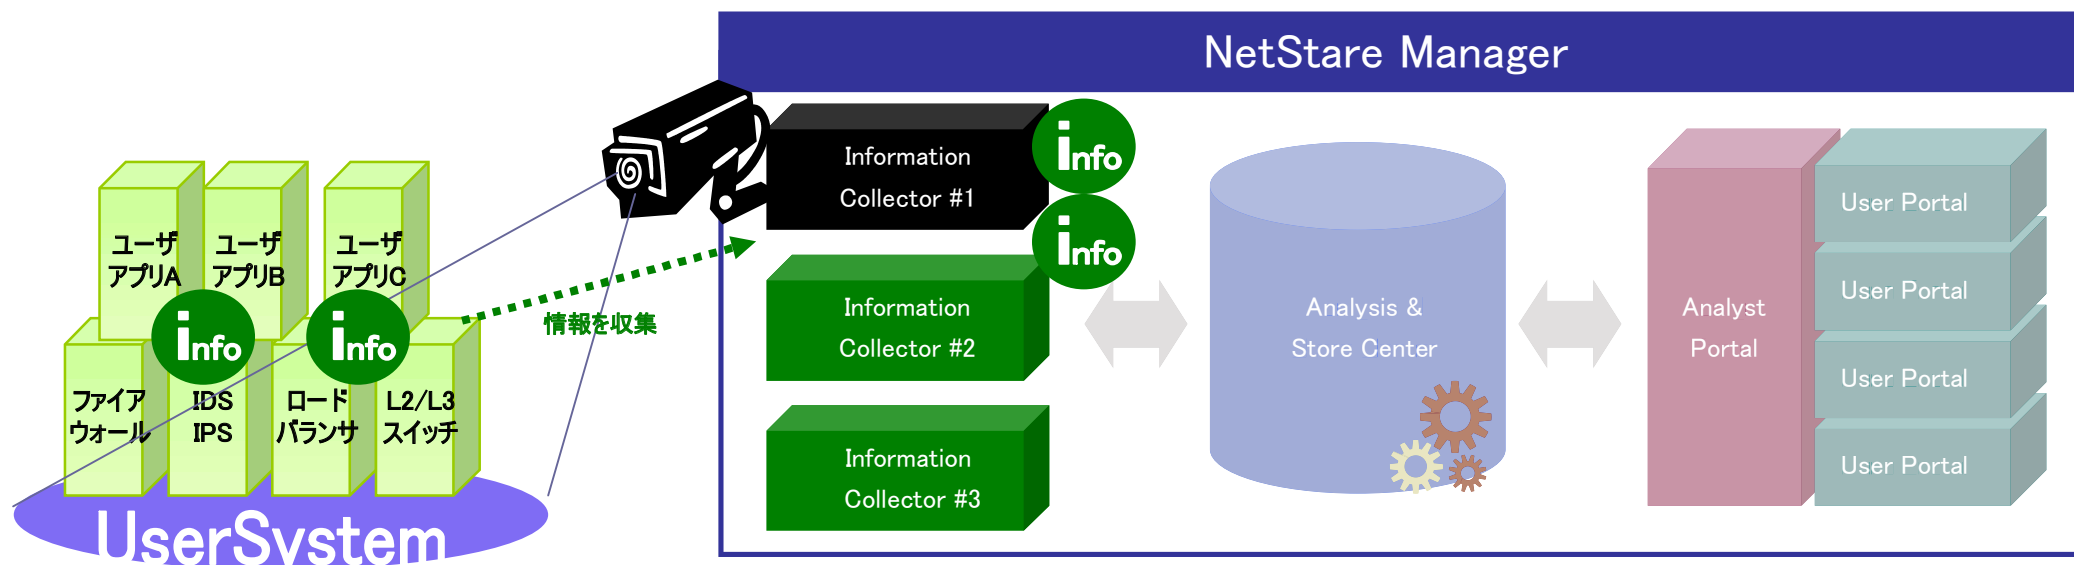 NetStare Manager
Information
Collector #1
info
info
Information
Collector #2
Information
Collector #3
Analysis &
Store Center
Analyst
Portal
User Portal
User Portal
User Portal
User Portal
ユーザ
アプリA
ユーザ
アプリB
ユーザ
アプリC
info
info
情報を収集
ファイア
ウォール
IDS
IPS
ロード
バランサ
L2/L3
スイッチ
UserSystem